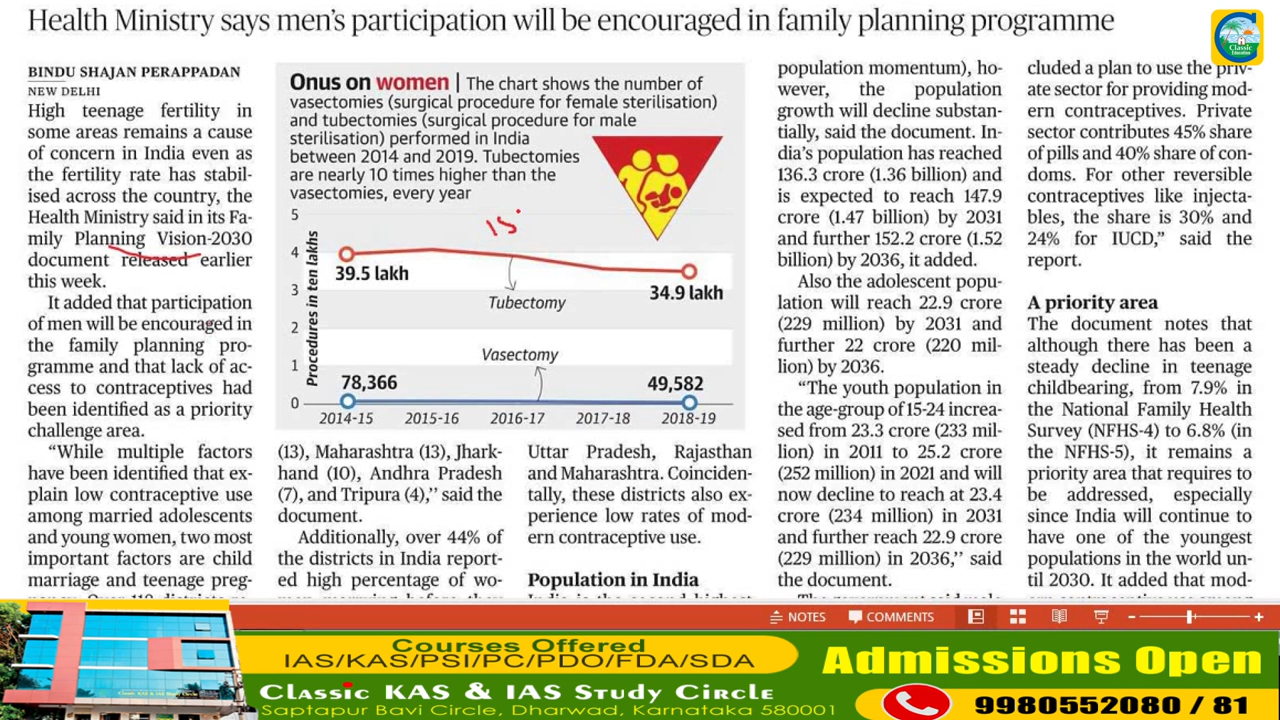 Health Ministry says men's participation will be encouraged in family planning programme
Classic
Education
BINDU SHAJAN PERAPPADAN
NEW DELHI
High teenage fertility in
some areas remains a cause
of concern in India even as
the fertility rate has stabil-
ised across the country, the
Health Ministry said in its Fa-
mily Planning Vision-2030
document released earlier
this week.
It added that participation
of men will be encouraged in
the family planning pro-
gramme and that lack of ac-
cess to contraceptives had
been identified as a priority
challenge area.
"While multiple factors
have been identified that ex-
plain low contraceptive use
among married adolescents
and young women, two most
important factors are child
marriage and teenage preg-
Onus on women | The chart shows the number of
vasectomies (surgical procedure for female sterilisation)
and tubectomies (surgical procedure for male
sterilisation) performed in India
between 2014 and 2019. Tubectomies
are nearly 10 times higher than the
vasectomies, every year
15
Procedures in ten lakhs
5
4
3
2
1
0
39.5 lakh
34.9 lakh
Tubectomy
Vasectomy
78,366
49,582
2014-15 2015-16 2016-17 2017-18 2018-19
(13), Maharashtra (13), Jhark-
hand (10), Andhra Pradesh
(7), and Tripura (4)," said the
document.
Additionally, over 44% of
the districts in India report-
ed high percentage of wo-
Uttar Pradesh, Rajasthan
and Maharashtra. Coinciden-
tally, these districts also ex-
perience low rates of mod-
ern contraceptive use.
Population in India
population momentum), ho-
wever, the population
growth will decline substan-
tially, said the document. In-
dia's population has reached
136.3 crore (1.36 billion) and
is expected to reach 147.9
crore (1.47 billion) by 2031
and further 152.2 crore (1.52
billion) by 2036, it added.
Also the adolescent popu-
lation will reach 22.9 crore
(229 million) by 2031 and
further 22 crore (220 mil-
lion) by 2036.
"The youth population in
the age-group of 15-24 increa-
sed from 23.3 crore (233 mil-
lion) in 2011 to 25.2 crore
(252 million) in 2021 and will
now decline to reach at 23.4
crore (234 million) in 2031
and further reach 22.9 crore
(229 million) in 2036,'' said
the document.
cluded a plan to use the priv-
ate sector for providing mod-
ern contraceptives. Private
sector contributes 45% share
of pills and 40% share of con-
doms. For other reversible
contraceptives like injecta-
bles, the share is 30% and
24% for IUCD," said the
report.
A priority area
The document notes that
although there has been a
steady decline in teenage
childbearing, from 7.9% in
the National Family Health
Survey (NFHS-4) to 6.8% (in
the NFHS-5), it remains a
priority area that requires to
be addressed, especially
since India will continue to
have one of the youngest
populations in the world un-
til 2030. It added that mod-
NOTES COMMENTS
Courses Offered
IAS/KAS/PSI/PC/PDO/FDA/SDA
Classic KAS & IAS Study Circle
Saptapur Bavi Circle, Dharwad, Karnataka 580001
Admissions Open
9980552080 / 81